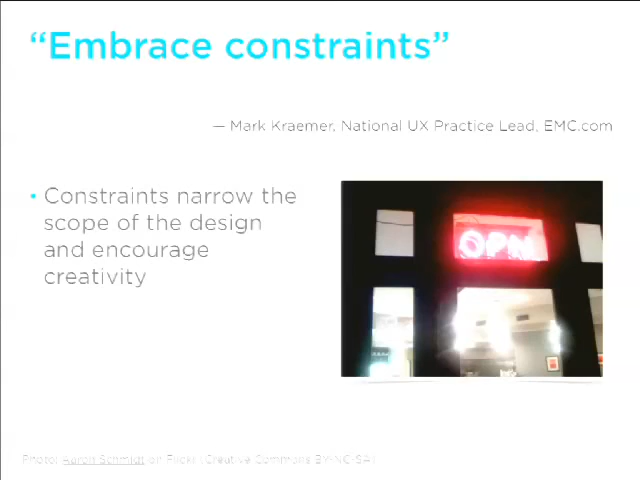 “Embrace constraints”
— Mark Kraemer, National UX Practice Lead, EMC.com
• Constraints narrow the
scope of the design
and encourage
creativity
OPN
Photo: Aaron Schmidt on Flickr (Creative Commons BY-NC-SA)